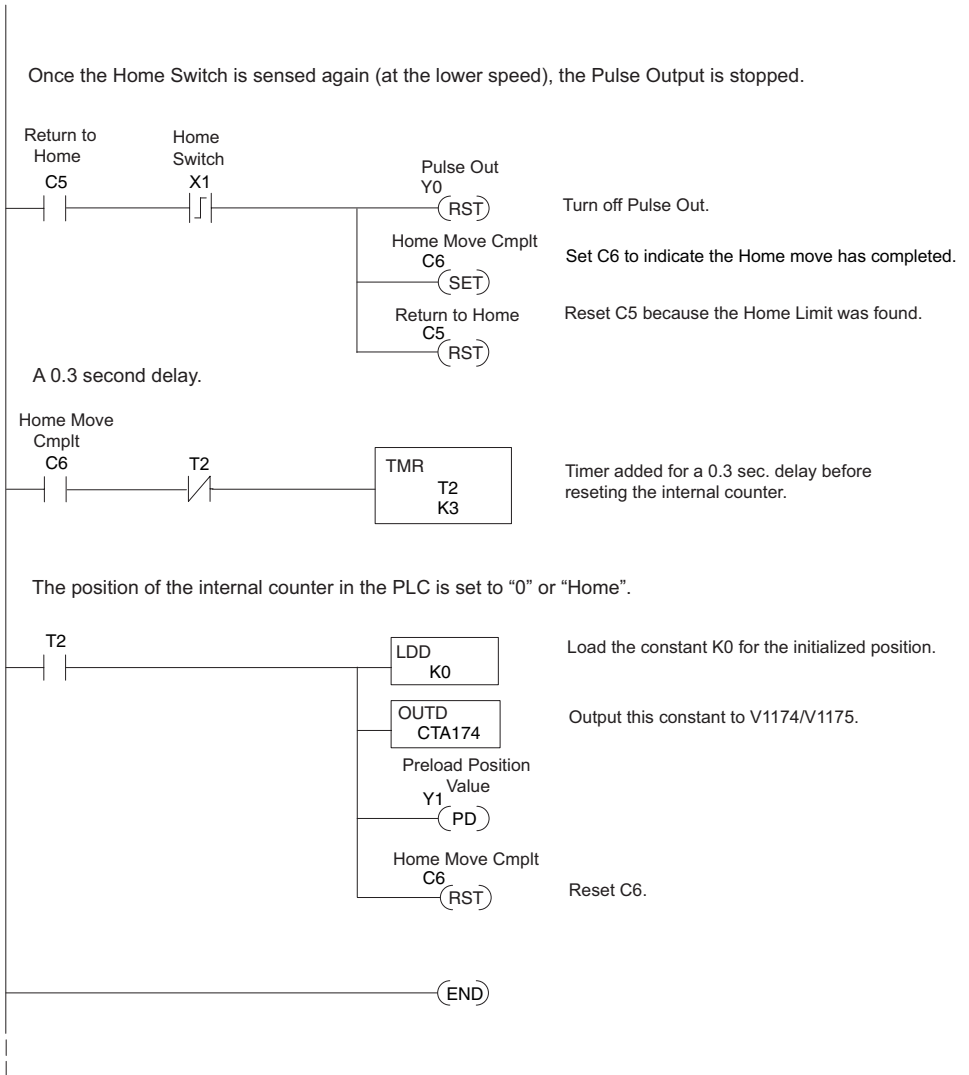 Once the Home Switch is sensed again (at the lower speed), the Pulse Output is stopped.
Return to
Home
C5
Home
Switch
X1
Pulse Out
Y0
RST
Turn off Pulse Out.
Home Move Cmplt
C6
SET
Set C6 to indicate the Home move has completed.
Return to Home
C5
RST
Reset C5 because the Home Limit was found.
A 0.3 second delay.
Home Move
Cmplt
C6
T2
TMR
T2
K3
Timer added for a 0.3 sec. delay before
reseting the internal counter.
The position of the internal counter in the PLC is set to “0” or “Home”.
T2
LDD
K0
Load the constant K0 for the initialized position.
OUTD
CTA174
Output this constant to V1174/V1175.
Preload Position
Value
Y1
PD
Home Move Cmplt
C6
RST
Reset C6.
END